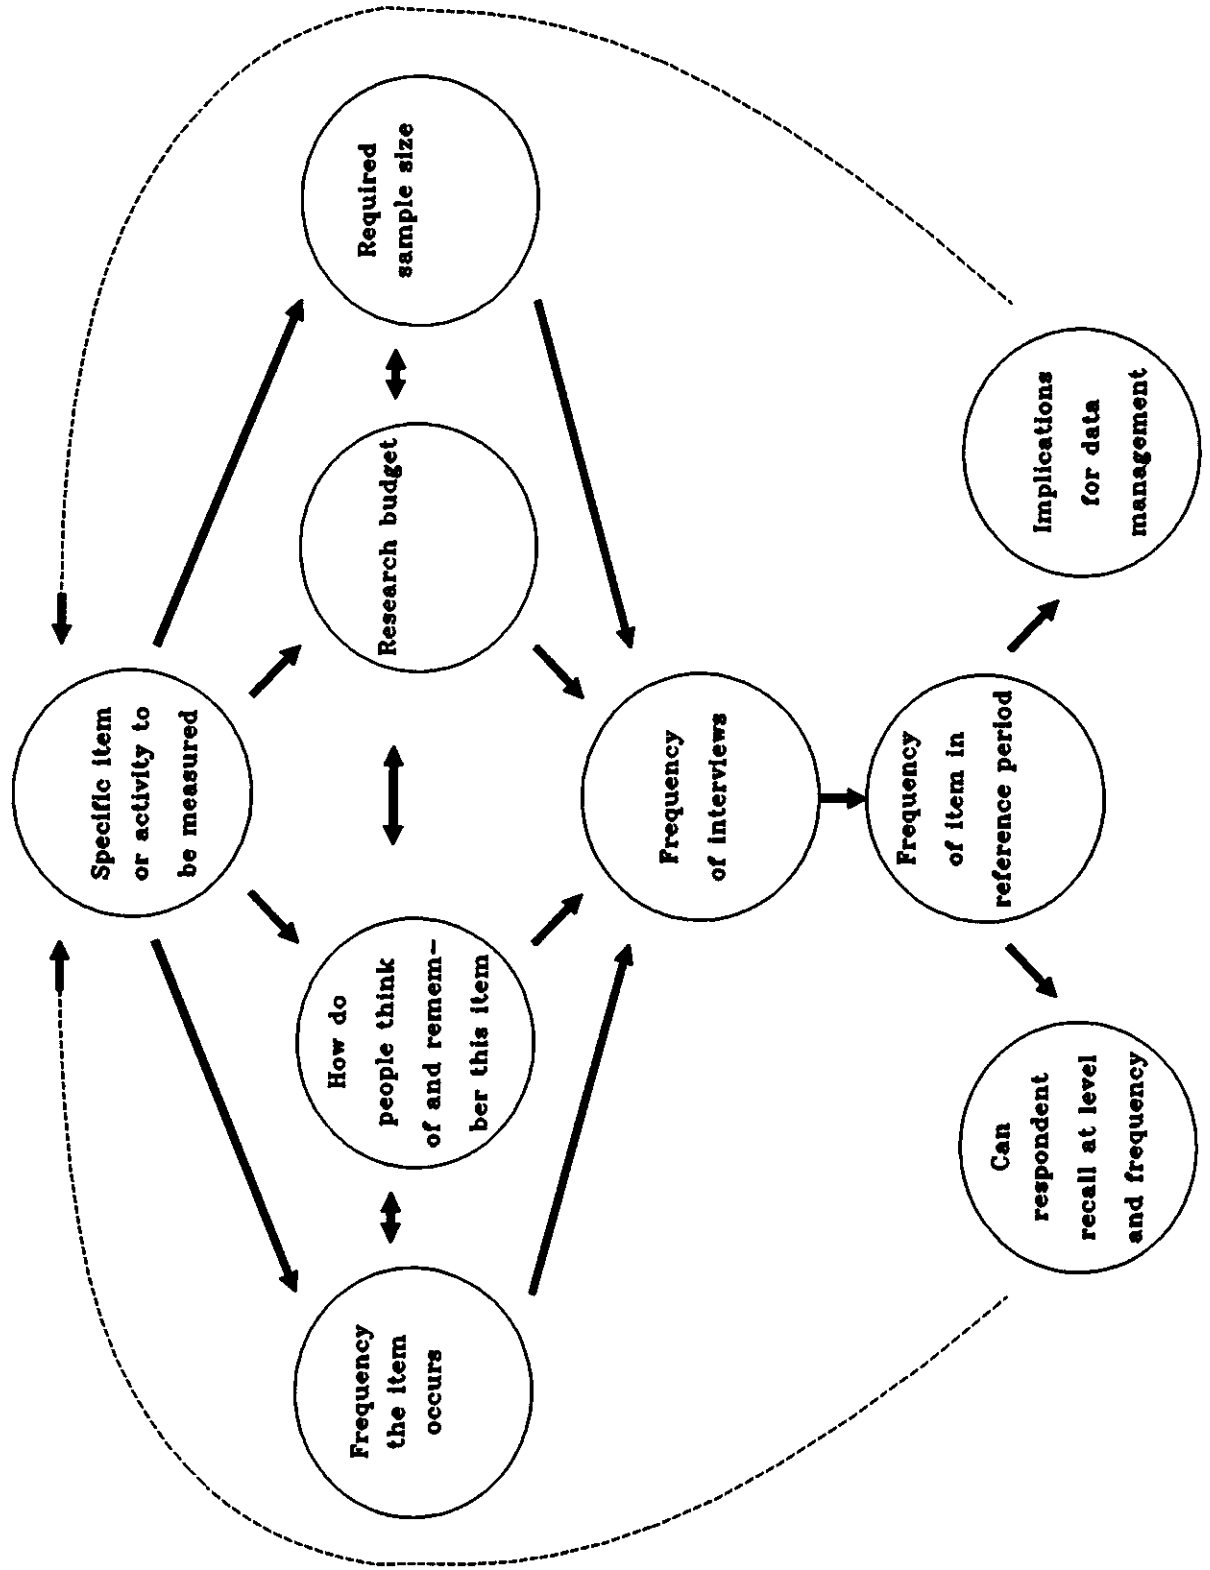 Specific item
or activity to
be measured
Frequency
the item
occurs
How do
people think
of and remem-
ber this item
Research budget
Required
sample size
Frequency
of interviews
Frequency
of item in
reference period
Can
respondent
recall at level
and frequency
Implications
for data
management